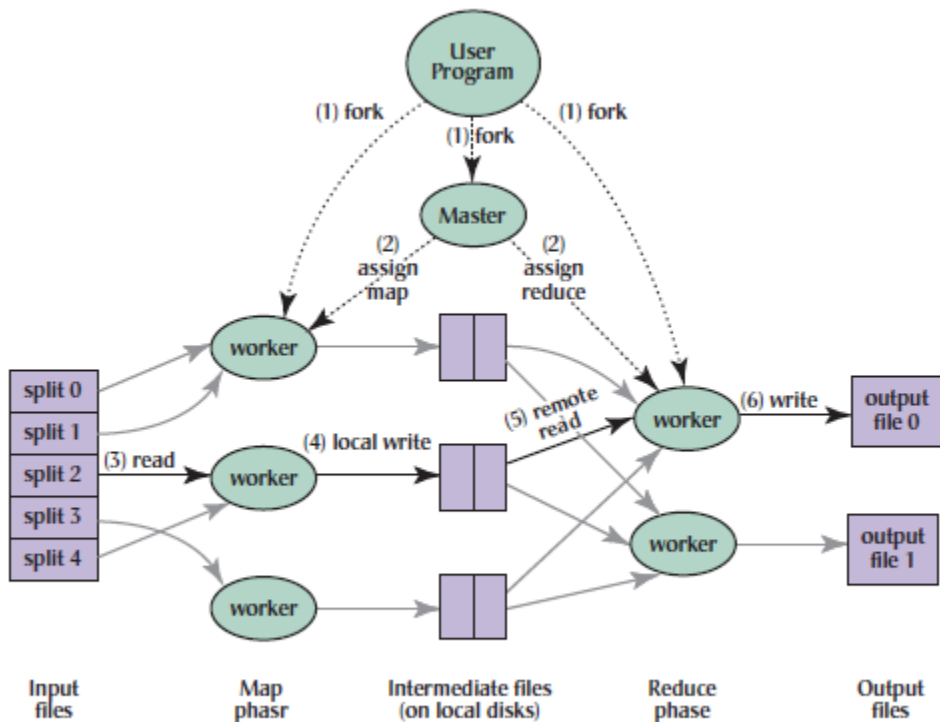 User
Program
(1) fork
(1) fork
(1) fork
Master
(2)
assign
map
(2)
assign
reduce
worker
split 0
split 1
split 2
split 3
split 4
(3) read
worker
(4) local write
worker
(5) remote
read
worker
(6) write
output
file 0
worker
output
file 1
Input
files
Map
phasr
Intermediate files
(on local disks)
Reduce
phase
Output
files